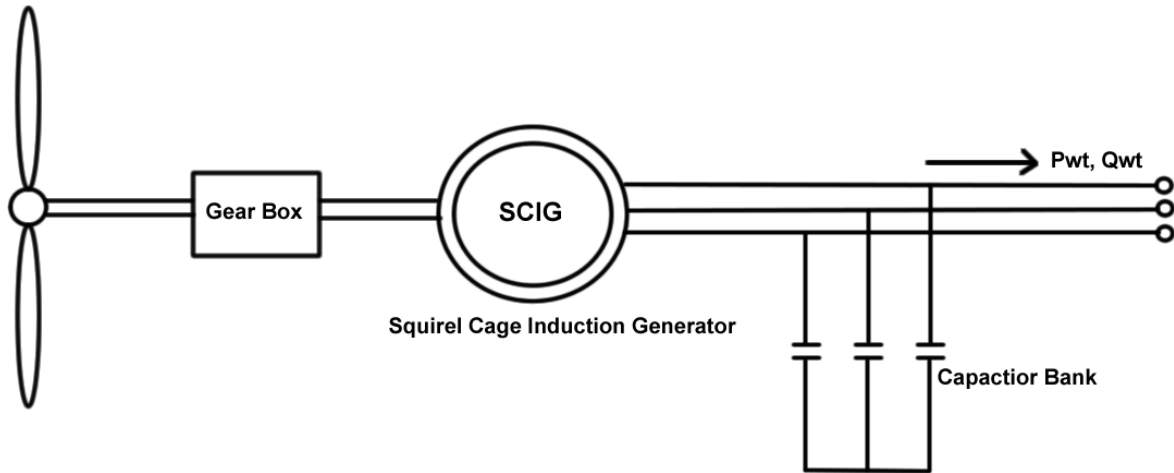 Pwt, Qwt
Gear Box
SCIG
Squirel Cage Induction Generator
Capactior Bank